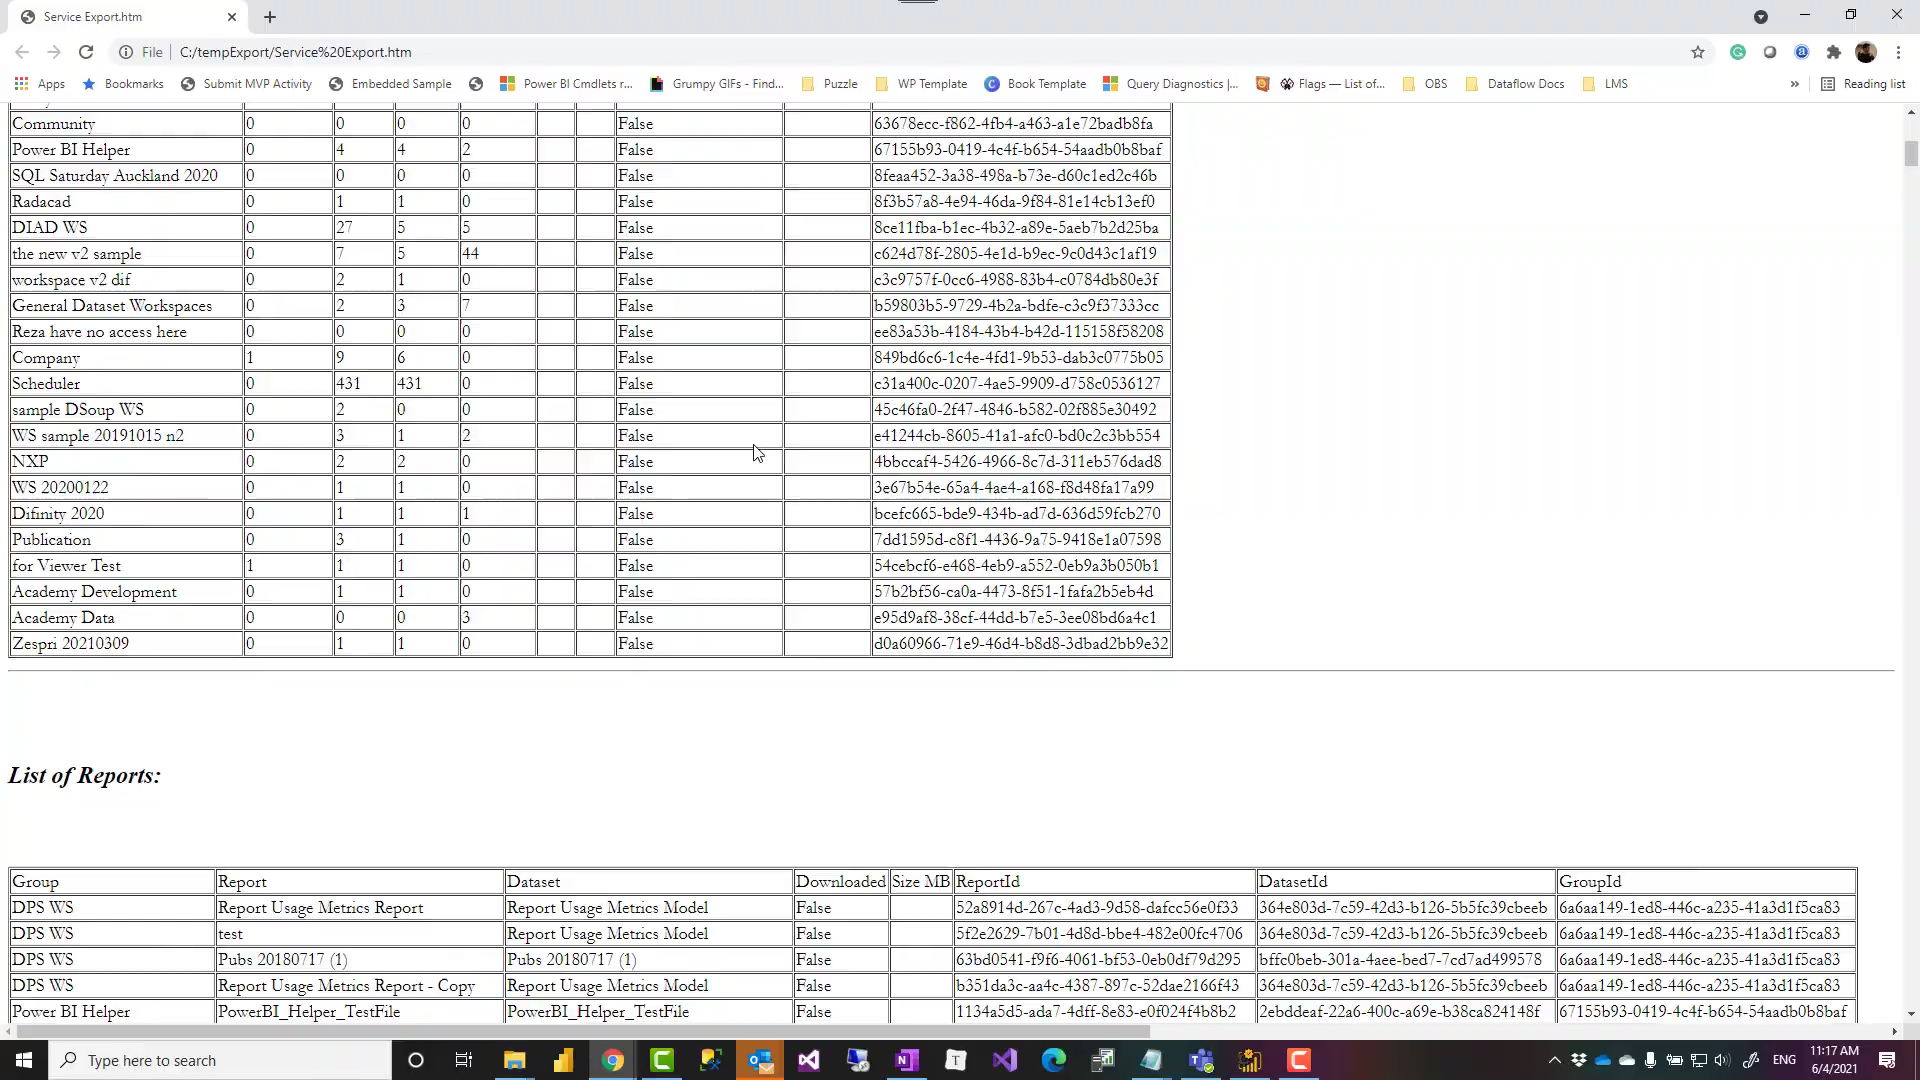 Service Export.htm
File C:/tempExport/Service%20Export.htm
Apps Bookmarks Submit MVP Activity Embedded Sample Power BI Cmdlets r... Grumpy GIFs - Find... Puzzle WP Template Book Template Query Diagnostics |... Flags — List of... OBS Dataflow Docs LMS » Reading list
Community 0 0 0 0 False 63678ecc-f862-4fb4-a463-a1e72badb8fa
Power BI Helper 0 4 4 2 False 67155b93-0419-4c4f-b654-54aadb0b8baf
SQL Saturday Auckland 2020 0 0 0 0 False 8feaa452-3a38-498a-b73e-d60c1ed2c46b
Radacad 0 1 1 0 False 8f3b57a8-4e94-46da-9f84-81e14cb13ef0
DIAD WS 0 27 5 5 False 8ce11fba-b1ec-4b32-a89e-5aeb7b2d25ba
the new v2 sample 0 7 5 44 False c624d78f-2805-4e1d-b9ec-9c0d43c1af19
workspace v2 dif 0 2 1 0 False c3c9757f-0cc6-4988-83b4-c0784db80e3f
General Dataset Workspaces 0 2 3 7 False b59803b5-9729-4b2a-bdfe-c3c9f37333cc
Reza have no access here 0 0 0 0 False ee83a53b-4184-43b4-b42d-115158f58208
Company 1 9 6 0 False 849bd6c6-1c4e-4fd1-9b53-dab3c0775b05
Scheduler 0 431 431 0 False c31a400c-0207-4ae5-9909-d758c0536127
sample DSoup WS 0 2 0 0 False 45c46fa0-2f47-4846-b582-02f885e30492
WS sample 20191015 n2 0 3 1 2 False e41244cb-8605-41a1-afc0-bd0c2c3bb554
NXP 0 2 2 0 False 4bbccaf4-5426-4966-8c7d-311eb576dad8
WS 20200122 0 1 1 0 False 3e67b54e-65a4-4ae4-a168-f8d48fa17a99
Difinity 2020 0 1 1 1 False bcefc665-bde9-434b-ad7d-636d59fcb270
Publication 0 3 1 0 False 7dd1595d-c8f1-4436-9a75-9418e1a07598
for Viewer Test 1 1 1 0 False 54cebcf6-e468-4eb9-a552-0eb9a3b050b1
Academy Development 0 1 1 0 False 57b2bf56-ca0a-4473-8f51-1fafa2b5eb4d
Academy Data 0 0 0 3 False e95d9af8-38cf-44dd-b7e5-3ee08bd6a4c1
Zespri 20210309 0 1 1 0 False d0a60966-71e9-46d4-b8d8-3dbad2bb9e32
List of Reports:
Group Report Dataset Downloaded Size MB ReportId DatasetId GroupId
DPS WS Report Usage Metrics Report Report Usage Metrics Model False 52a8914d-267c-4ad3-9d58-dafcc56e0f33 364e803d-7c59-42d3-b126-5b5fc39cbeeb 6a6aa149-1ed8-446c-a235-41a3d1f5ca83
DPS WS test Report Usage Metrics Model False 5f2e2629-7b01-4d8d-bbe4-482e00fc4706 364e803d-7c59-42d3-b126-5b5fc39cbeeb 6a6aa149-1ed8-446c-a235-41a3d1f5ca83
DPS WS Pubs 20180717 (1) Pubs 20180717 (1) False 63bd0541-f9f6-4061-bf53-0eb0df79d295 bffc0beb-301a-4aee-bed7-7cd7ad499578 6a6aa149-1ed8-446c-a235-41a3d1f5ca83
DPS WS Report Usage Metrics Report - Copy Report Usage Metrics Model False b351da3c-aa4c-4387-897c-52dae2166f43 364e803d-7c59-42d3-b126-5b5fc39cbeeb 6a6aa149-1ed8-446c-a235-41a3d1f5ca83
Power BI Helper PowerBI_Helper_TestFile PowerBI_Helper_TestFile False 1134a5d5-ada7-4dff-8e83-e0f024f4b8b2 2ebddeaf-22a6-400c-a69e-b38ca824148f 67155b93-0419-4c4f-b654-54aadb0b8baf
Type here to search ENG 11:17 AM
6/4/2021